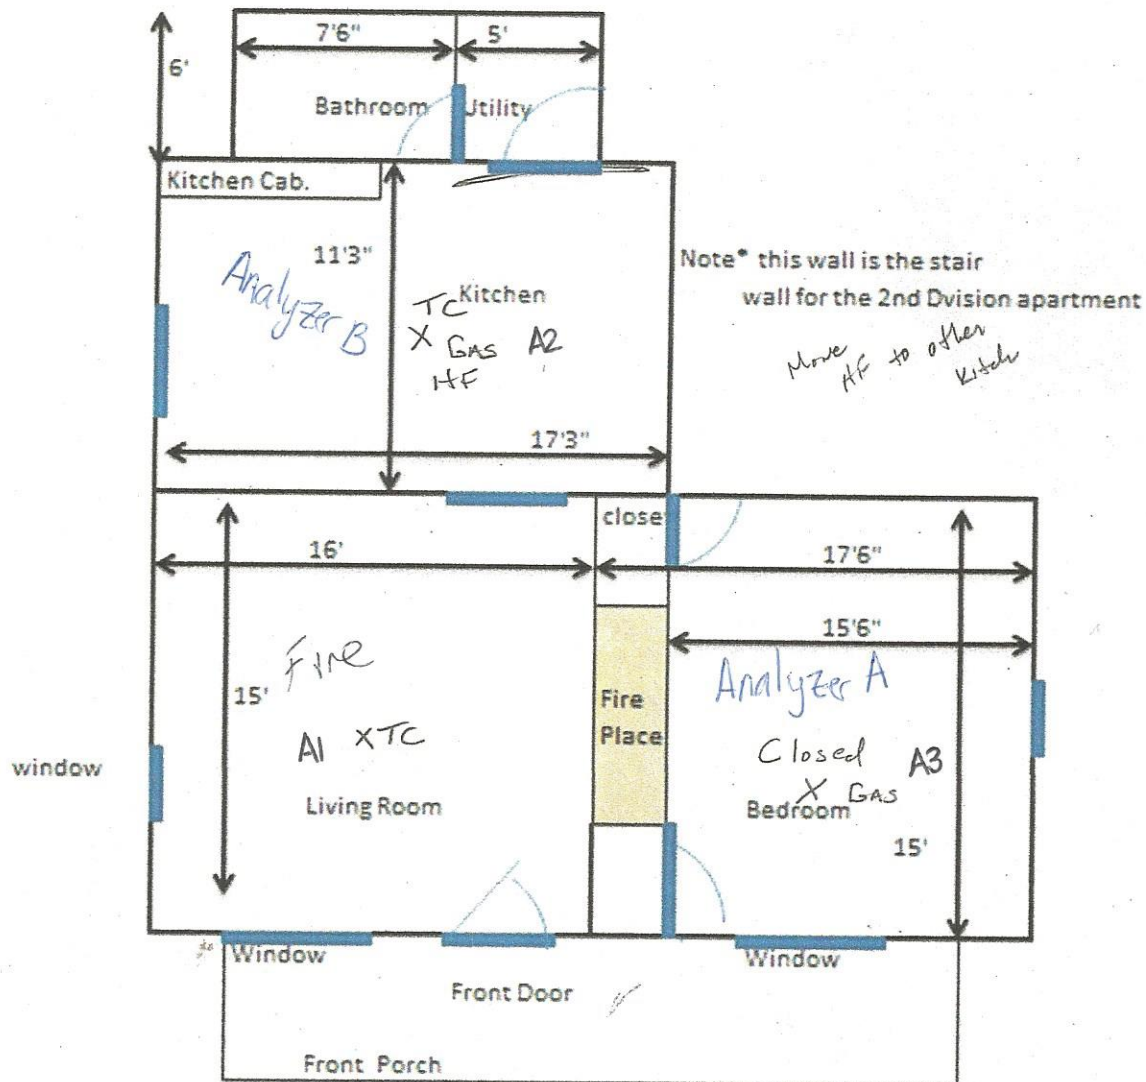 7'6"
5'
6'
Bathroom
Utility
Kitchen Cab.
11'3"
Analyzer B
Kitchen
TC
X GAS A2
HF
Note* this wall is the stair
wall for the 2nd Dvision apartment
Move
HF to other
17'3"
close
16'
17'6"
15'6"
Fire
15'
A1 X TC
Living Room
Fire
Place
Analyzer A
Closed A3
X GAS
Bedroom
15'
window
Window
Window
Front Door
Front Porch